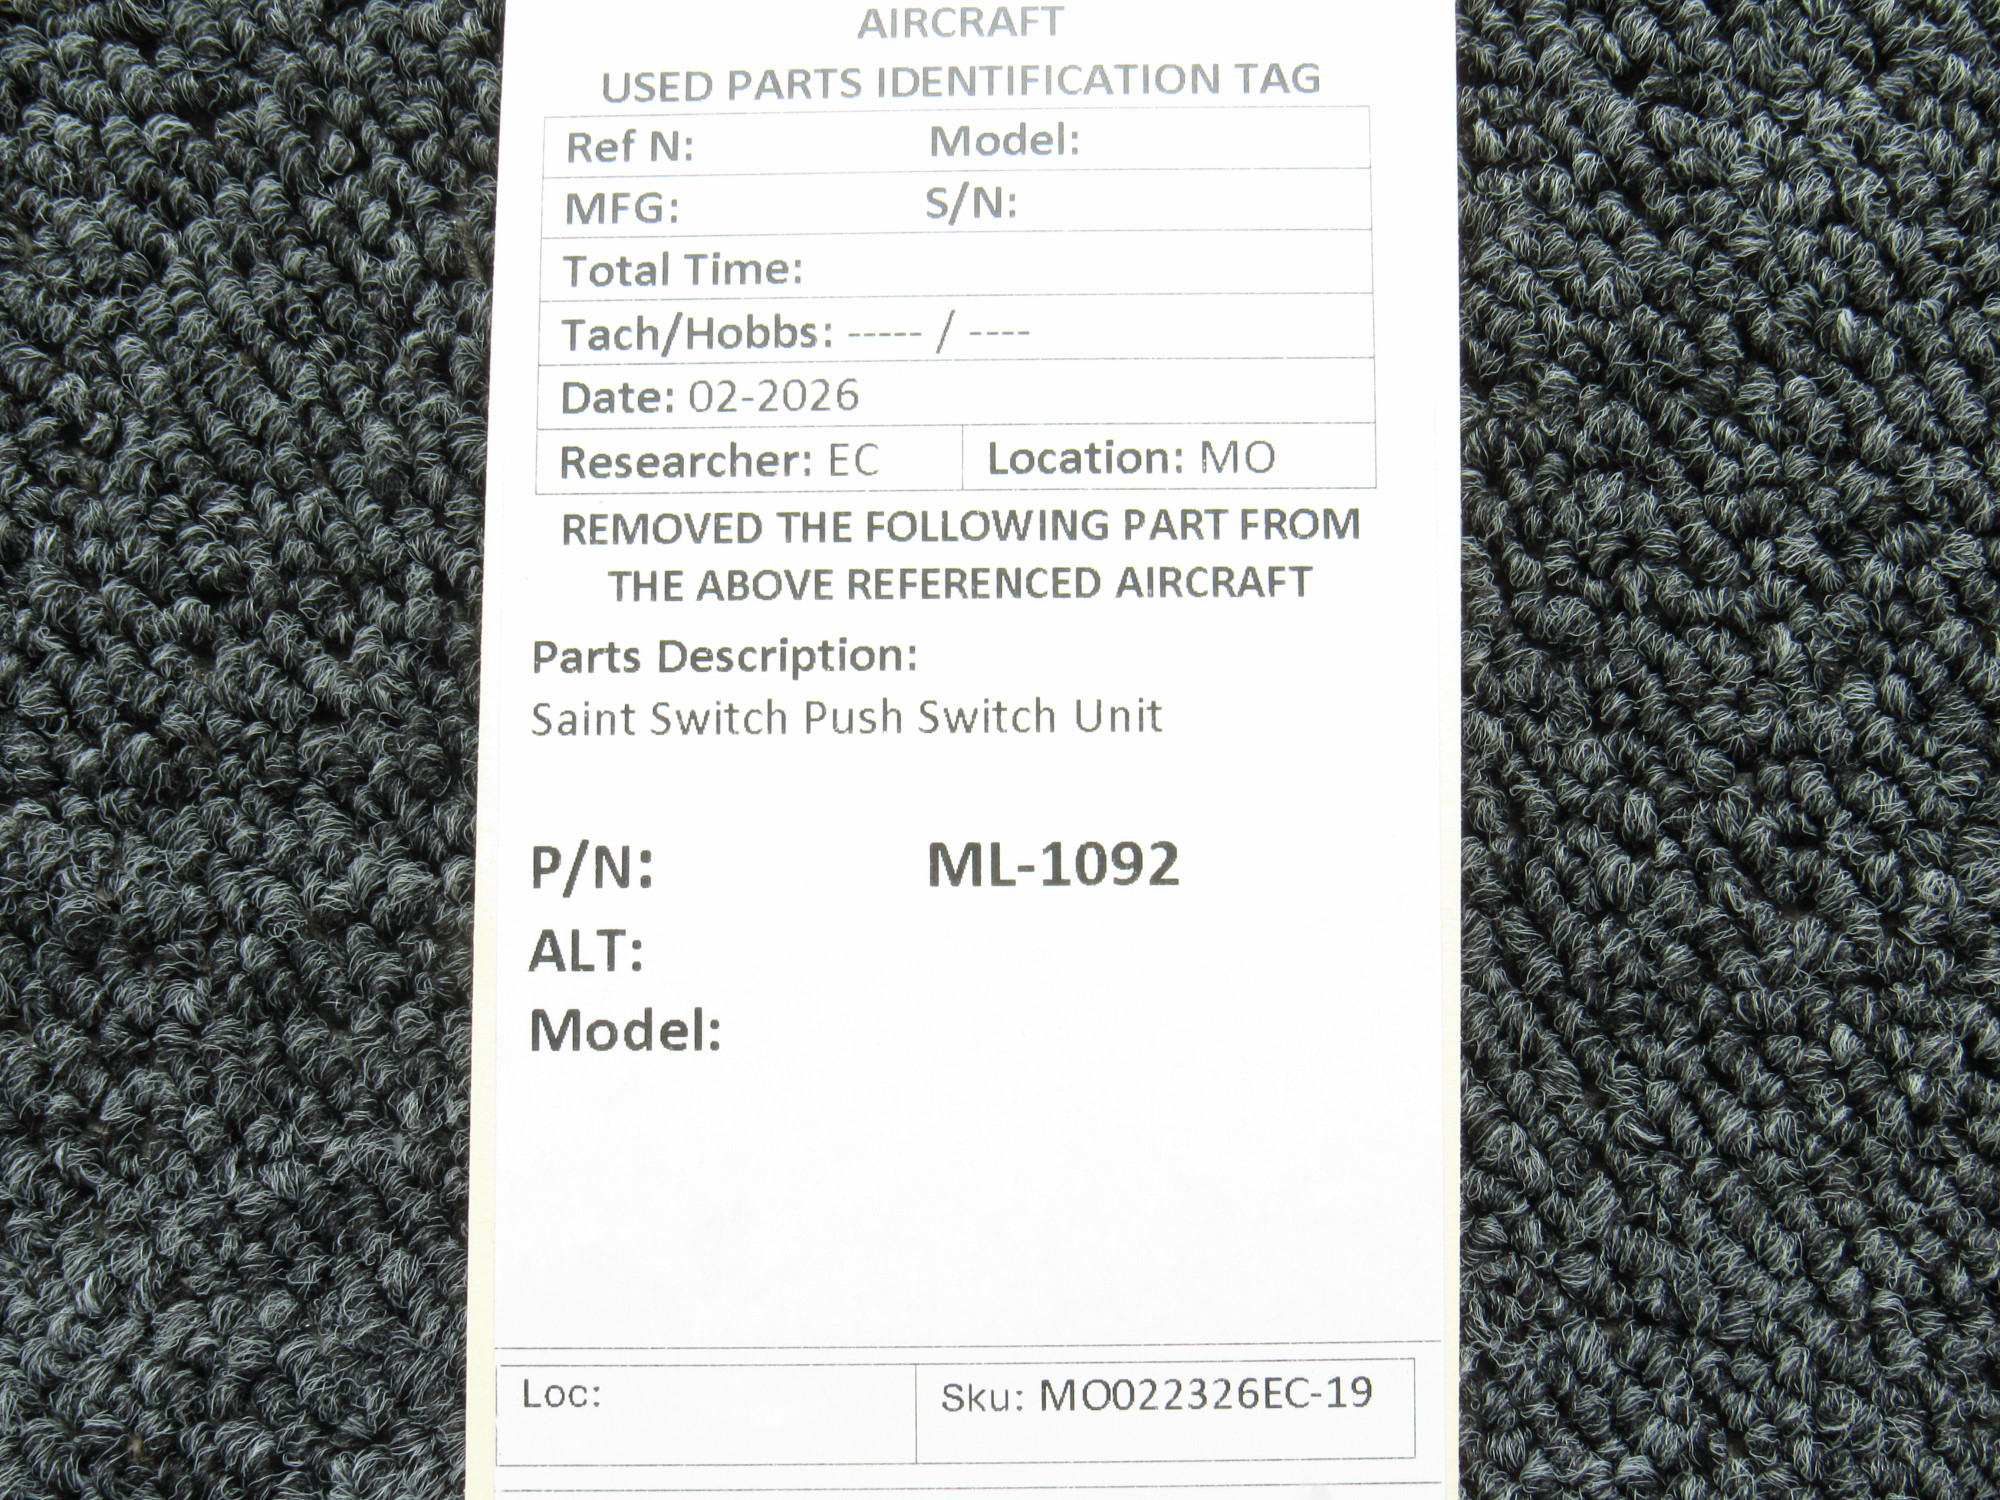 AIRCRAFT
USED PARTS IDENTIFICATION TAG
Ref N: Model:
MFG: S/N:
Total Time:
Tach/Hobbs: ----- / ----
Date: 02-2026
Researcher: EC Location: MO
REMOVED THE FOLLOWING PART FROM
THE ABOVE REFERENCED AIRCRAFT
Parts Description:
Saint Switch Push Switch Unit
P/N: ML-1092
ALT:
Model:
Loc: Sku: MO022326EC-19